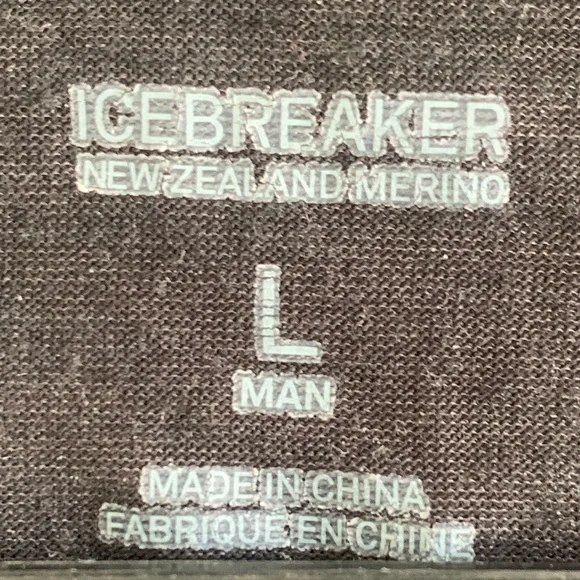 ICEBREAKER
NEW ZEALAND MERINO
L
MAN
MADE IN CHINA
FABRIQUE EN CHINE